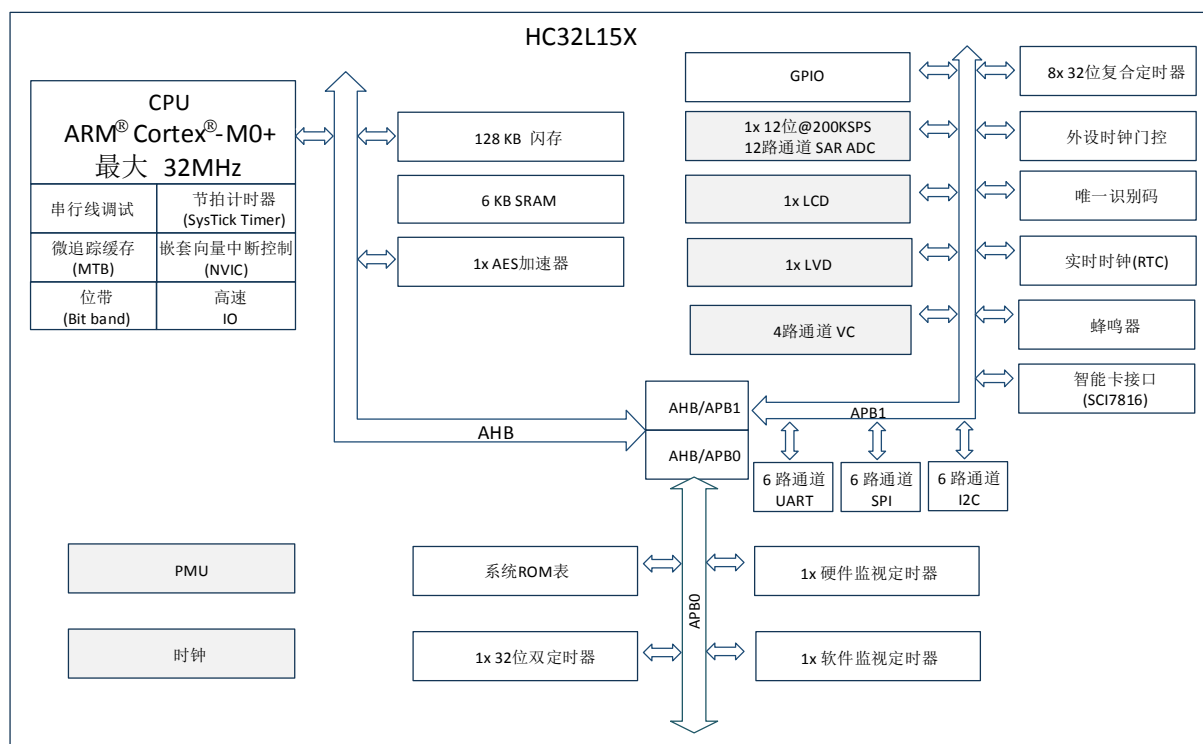 HC32L15X
CPU
ARM® Cortex®-M0+
最大 32MHz
串行线调试
节拍计时器
(SysTick Timer)
微追踪缓存
(MTB)
嵌套向量中断控制
(NVIC)
位带
(Bit band)
高速
IO
128 KB 闪存
6 KB SRAM
1x AES加速器
GPIO
1x 12位@200KSPS
12路通道 SAR ADC
1x LCD
1x LVD
4路通道 VC
8x 32位复合定时器
外设时钟门控
唯一识别码
实时时钟(RTC)
蜂鸣器
智能卡接口
(SCI7816)
AHB
AHB/APB1
AHB/APB0
APB1
6 路通道
UART
6 路通道
SPI
6 路通道
I2C
PMU
时钟
系统ROM表
1x 32位双定时器
APB0
1x 硬件监视定时器
1x 软件监视定时器